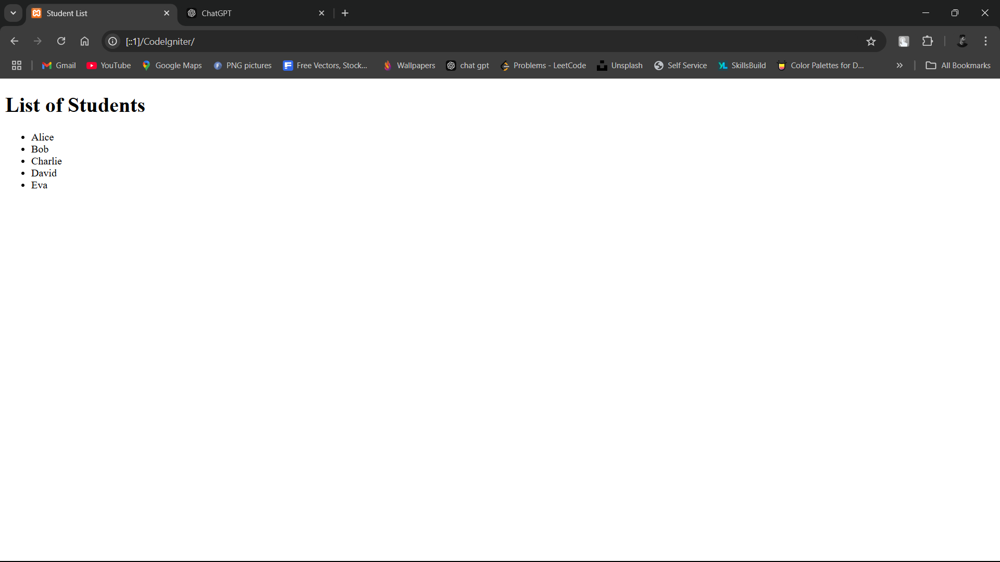 Student List
ChatGPT
[::1]/CodeIgniter/
Gmail YouTube Google Maps PNG pictures Free Vectors, Stock... Wallpapers chat gpt Problems - LeetCode Unsplash Self Service SkillsBuild Color Palettes for D... All Bookmarks
List of Students
• Alice
• Bob
• Charlie
• David
• Eva